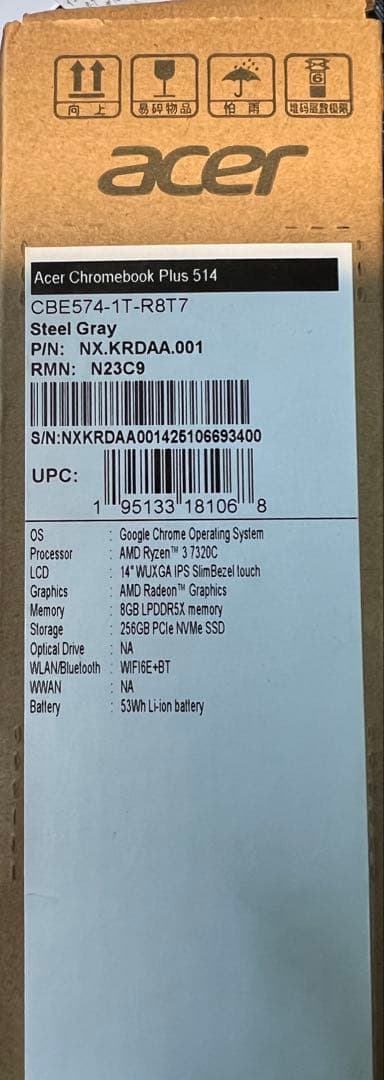 向 上 易碎物品 怕 雨 堆码层数极限
6
acer
Acer Chromebook Plus 514
CBE574-1T-R8T7
Steel Gray
P/N: NX.KRDAA.001
RMN: N23C9
S/N:NXKRDAA001425106693400
UPC:
1 95133 18106 8
OS : Google Chrome Operating System
Processor : AMD Ryzen™ 3 7320C
LCD : 14" WUXGA IPS SlimBezel touch
Graphics : AMD Radeon™ Graphics
Memory : 8GB LPDDR5X memory
Storage : 256GB PCIe NVMe SSD
Optical Drive : NA
WLAN/Bluetooth : WIFI6E+BT
WWAN : NA
Battery : 53Wh Li-ion battery